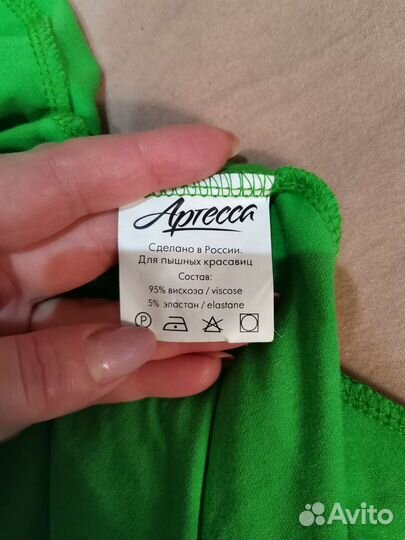 Артесса
Сделано в России.
Для пышных красавиц
Состав:
95% вискоза / viscose
5% эластан / elastane
P
Avito